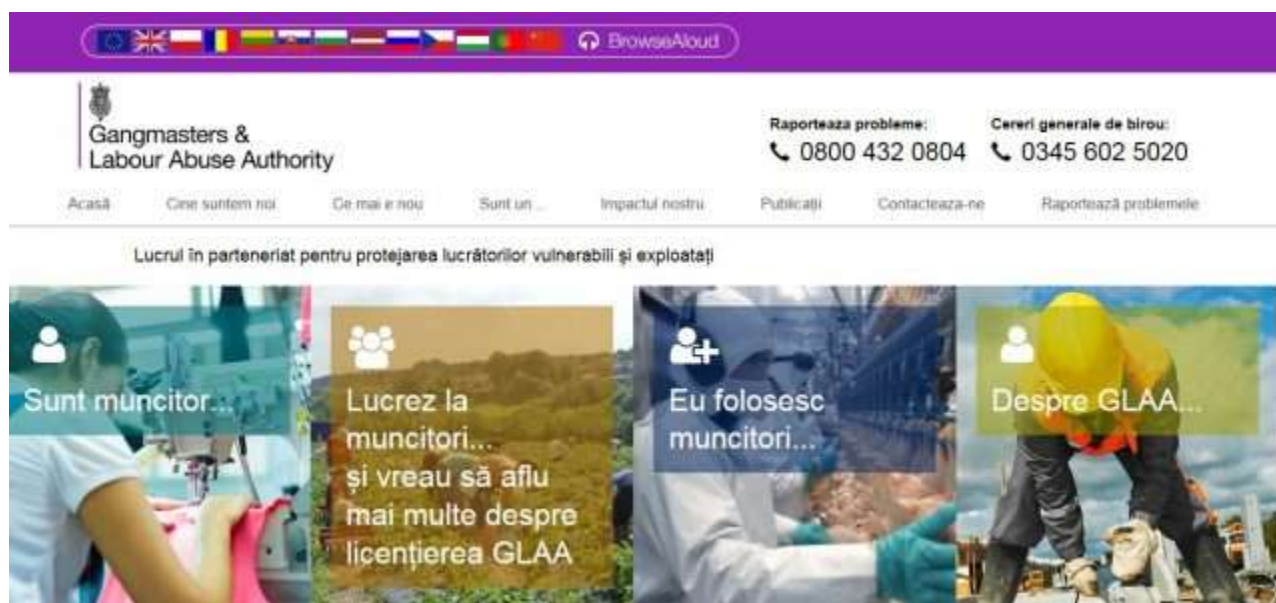 BrowseAloud
Gangmasters &
Labour Abuse Authority
Raporteaza probleme:
0800 432 0804
Cereri generale de birou:
0345 602 5020
Acasă Cine suntem noi Ce mai e nou Sunt un ... Impactul nostru Publicații Contacteaza-ne Raportează problemele
Lucrul în parteneriat pentru protejarea lucrătorilor vulnerabili și exploatați
Sunt muncitor...
Lucrez la
muncitori...
și vreau să aflu
mai multe despre
licențierea GLAA
Eu folosesc
muncitori...
Despre GLAA...